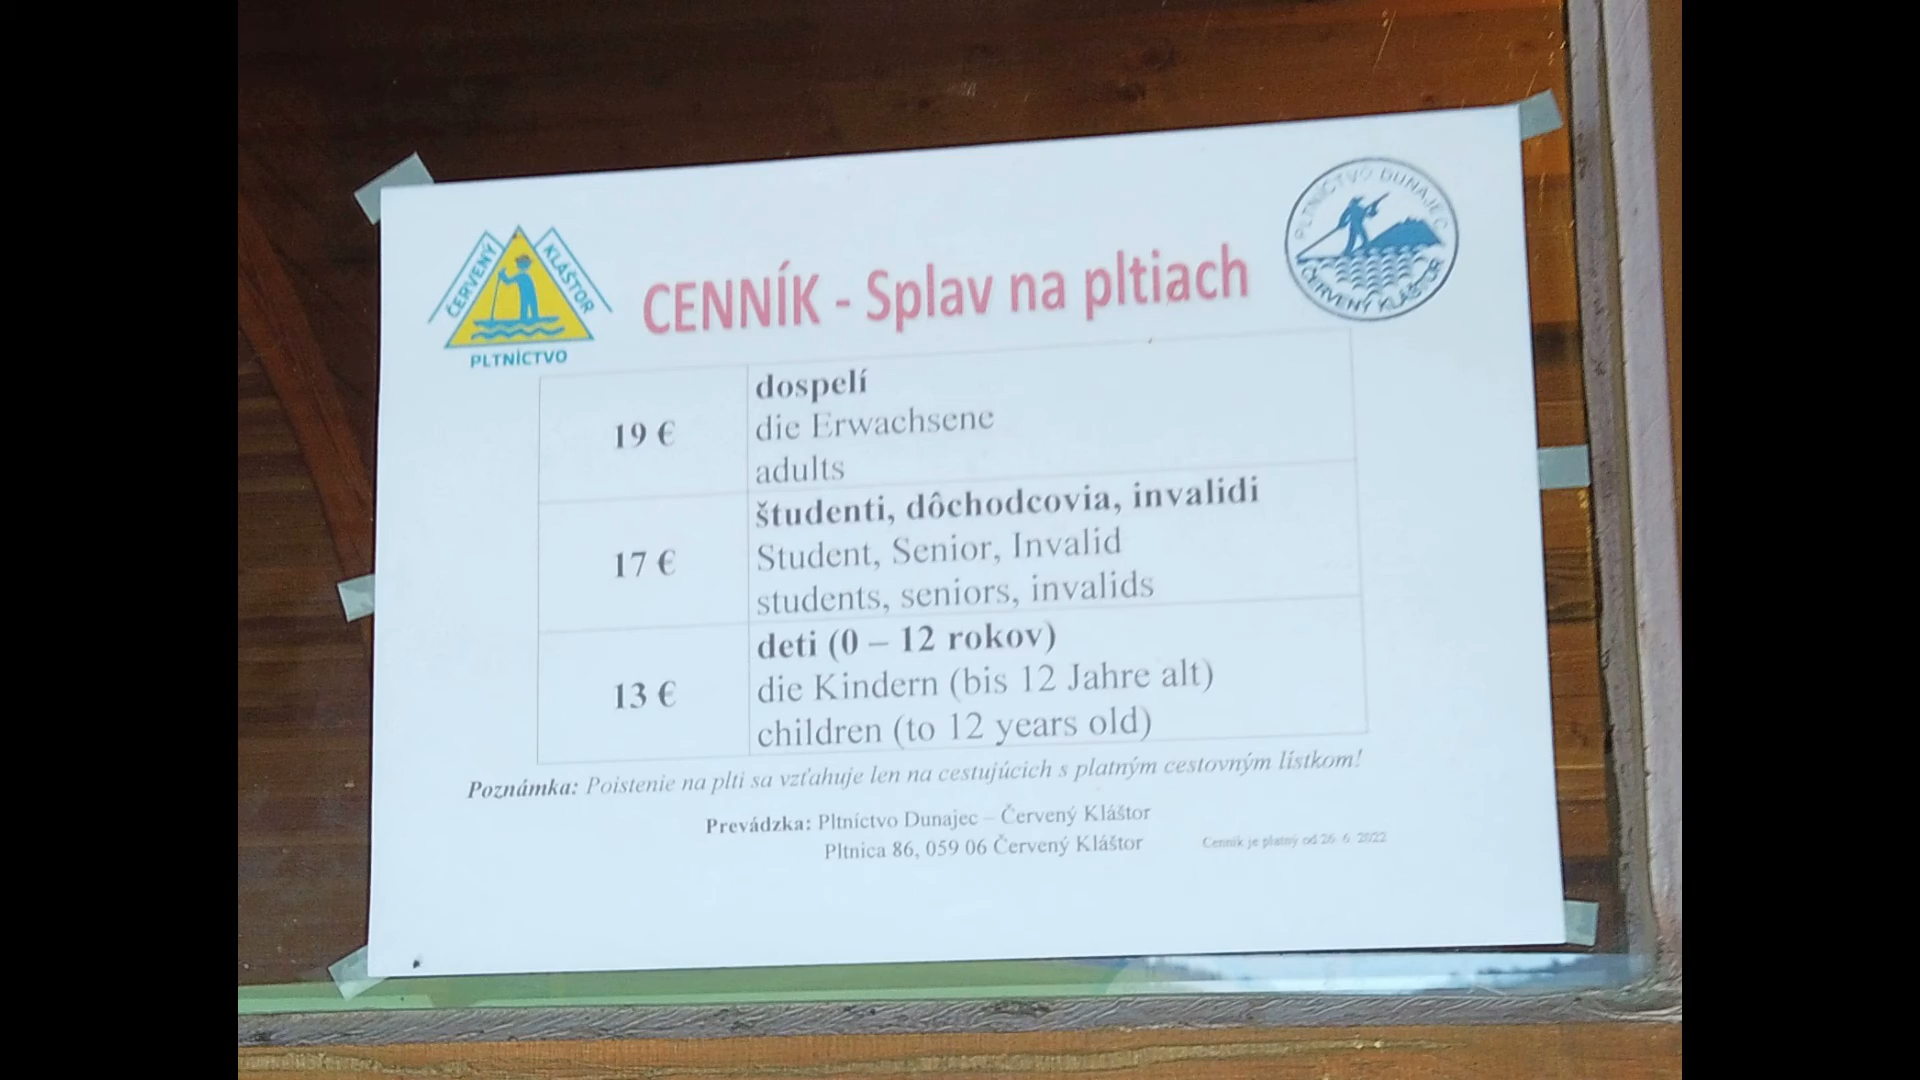 ČERVENÝ KLÁŠTOR
PLTNÍCTVO
PLTNÍCTVO DUNAJEC
ČERVENÝ KLÁŠTOR
CENNÍK - Splav na pltiach
19 €
dospelí
die Erwachsene
adults
17 €
študenti, dôchodcovia, invalidi
Student, Senior, Invalid
students, seniors, invalids
13 €
deti (0 – 12 rokov)
die Kindern (bis 12 Jahre alt)
children (to 12 years old)
Poznámka: Poistenie na plti sa vzťahuje len na cestujúcich s platným cestovným lístkom!
Prevádzka: Pltníctvo Dunajec – Červený Kláštor
Pltnica 86, 059 06 Červený Kláštor
Cenník je platný od 26. 6. 2022